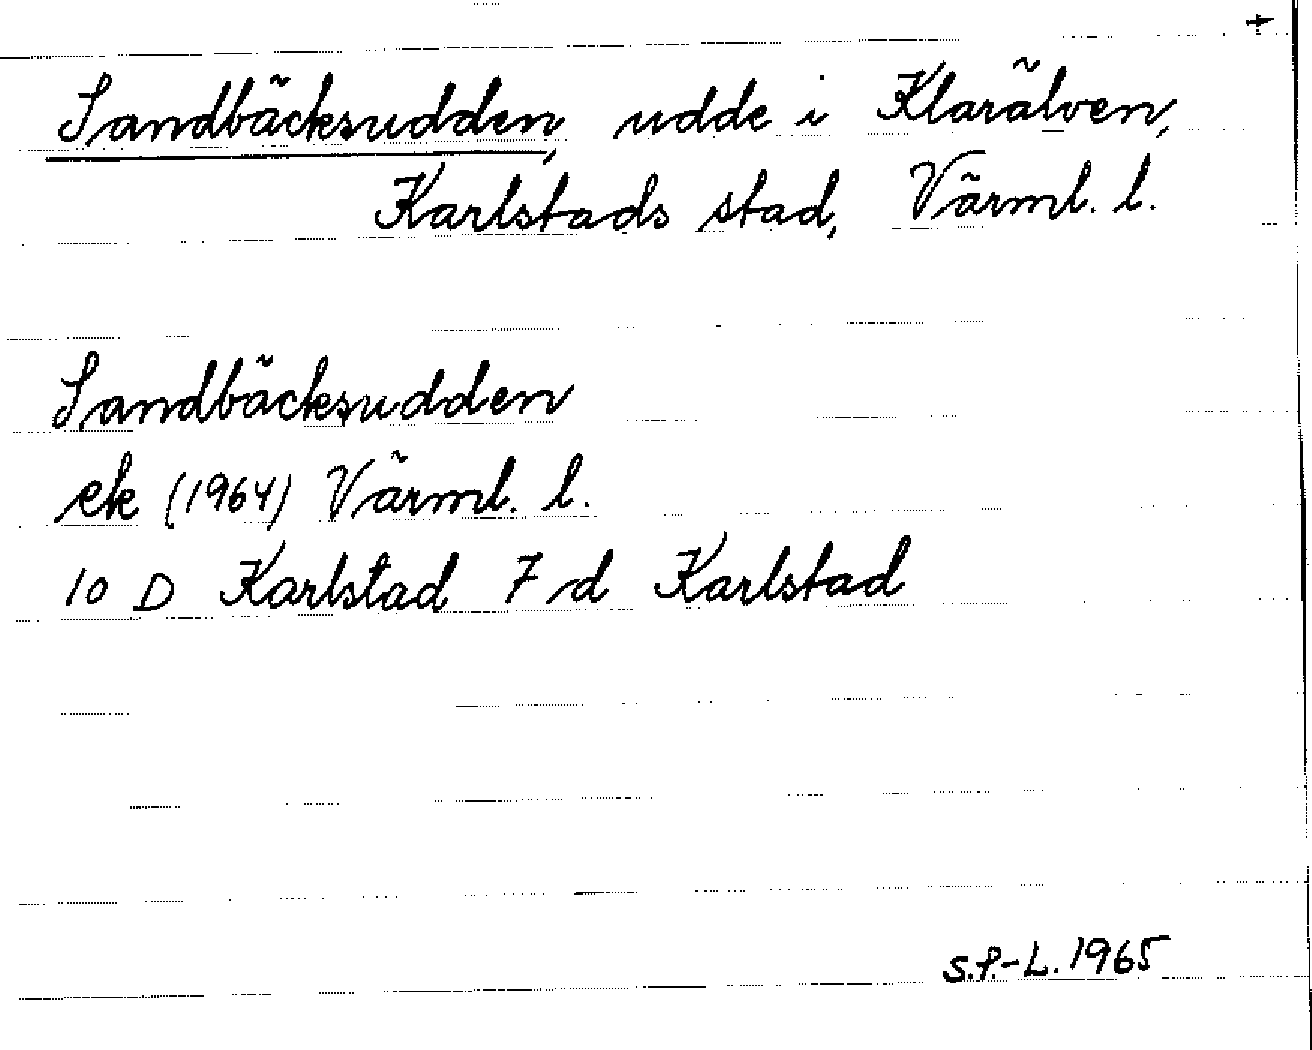 Sandbäcksudden, udde i Klarälven,
Karlstads stad, Värml. l.
Sandbäcksudden
ek (1964) Värml. l.
10 D Karlstad 7 d Karlstad
S.P.-L. 1965